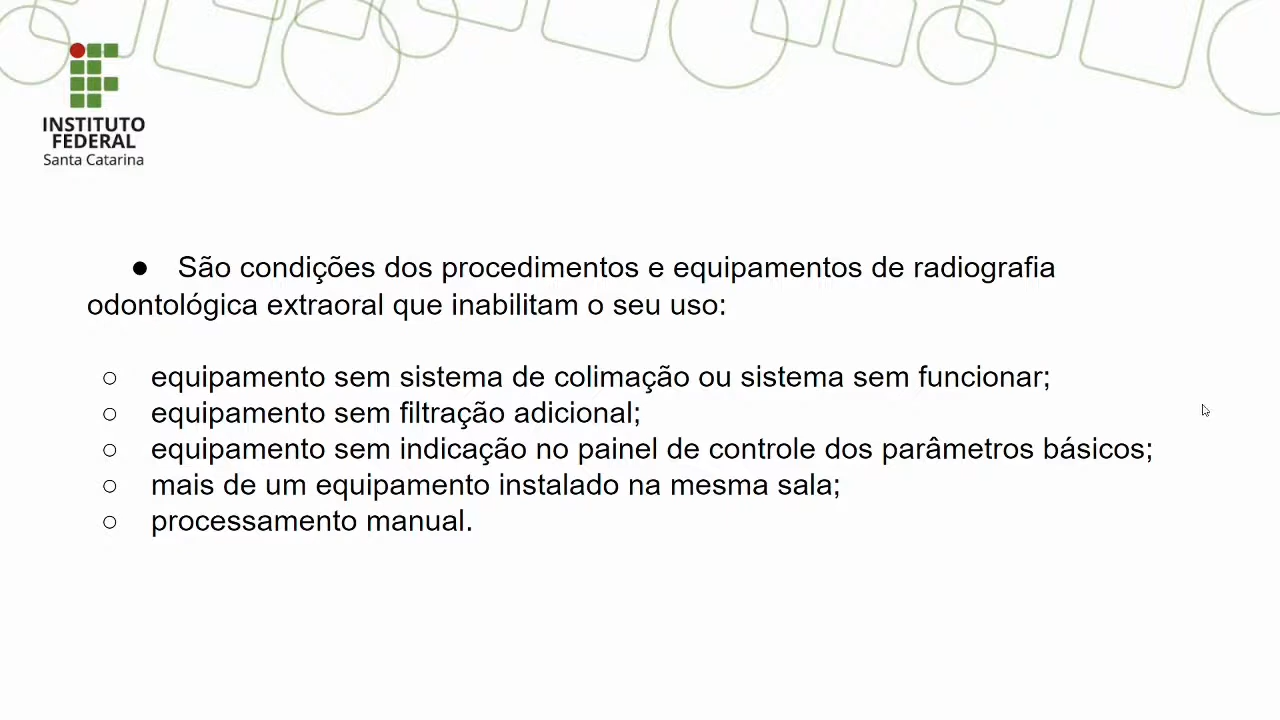 INSTITUTO
FEDERAL
Santa Catarina
● São condições dos procedimentos e equipamentos de radiografia
odontológica extraoral que inabilitam o seu uso:
○ equipamento sem sistema de colimação ou sistema sem funcionar;
○ equipamento sem filtração adicional;
○ equipamento sem indicação no painel de controle dos parâmetros básicos;
○ mais de um equipamento instalado na mesma sala;
○ processamento manual.